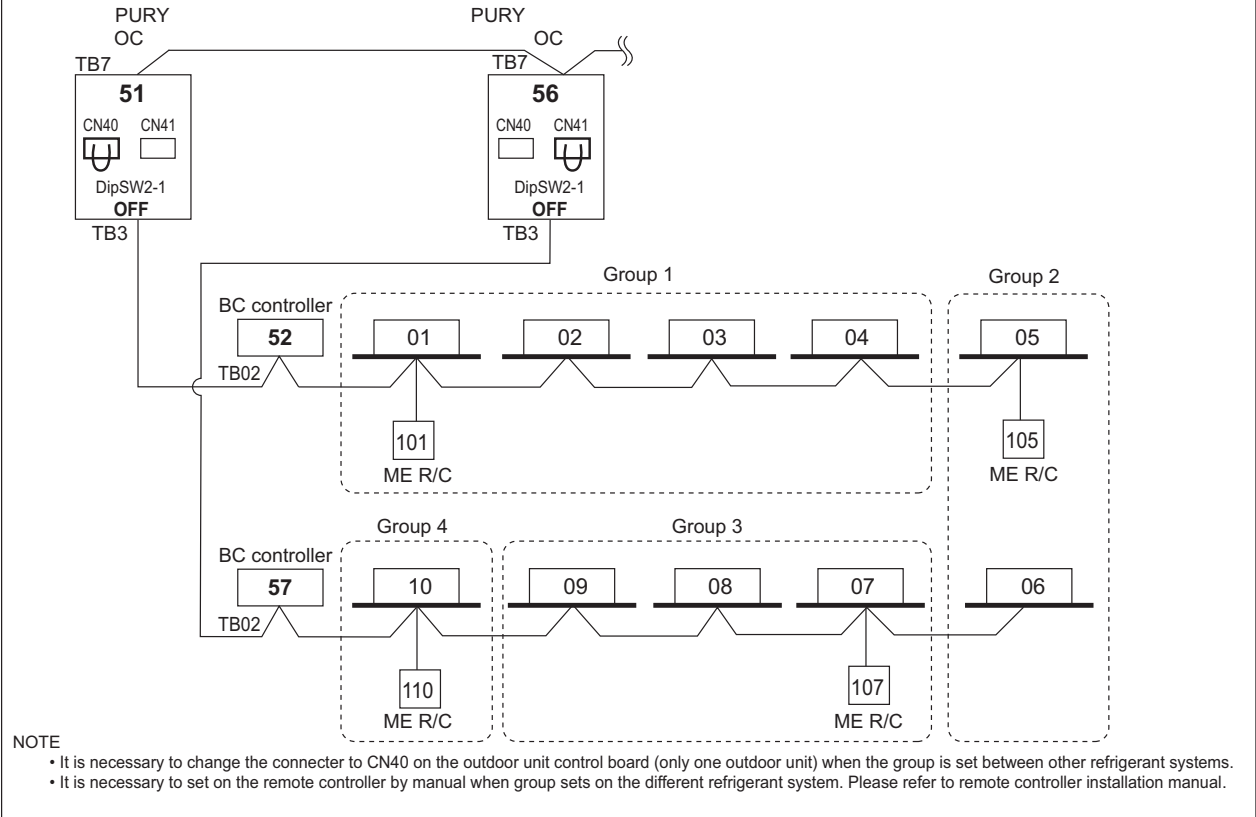 PURY
OC
TB7
51
CN40 CN41
DipSW2-1
OFF
TB3
PURY
OC
TB7
56
CN40 CN41
DipSW2-1
OFF
TB3
Group 1
Group 2
BC controller
52
TB02
01
02
03
04
05
101
ME R/C
105
ME R/C
Group 4
Group 3
BC controller
57
TB02
10
09
08
07
06
110
ME R/C
107
ME R/C
NOTE
• It is necessary to change the connecter to CN40 on the outdoor unit control board (only one outdoor unit) when the group is set between other refrigerant systems.
• It is necessary to set on the remote controller by manual when group sets on the different refrigerant system. Please refer to remote controller installation manual.